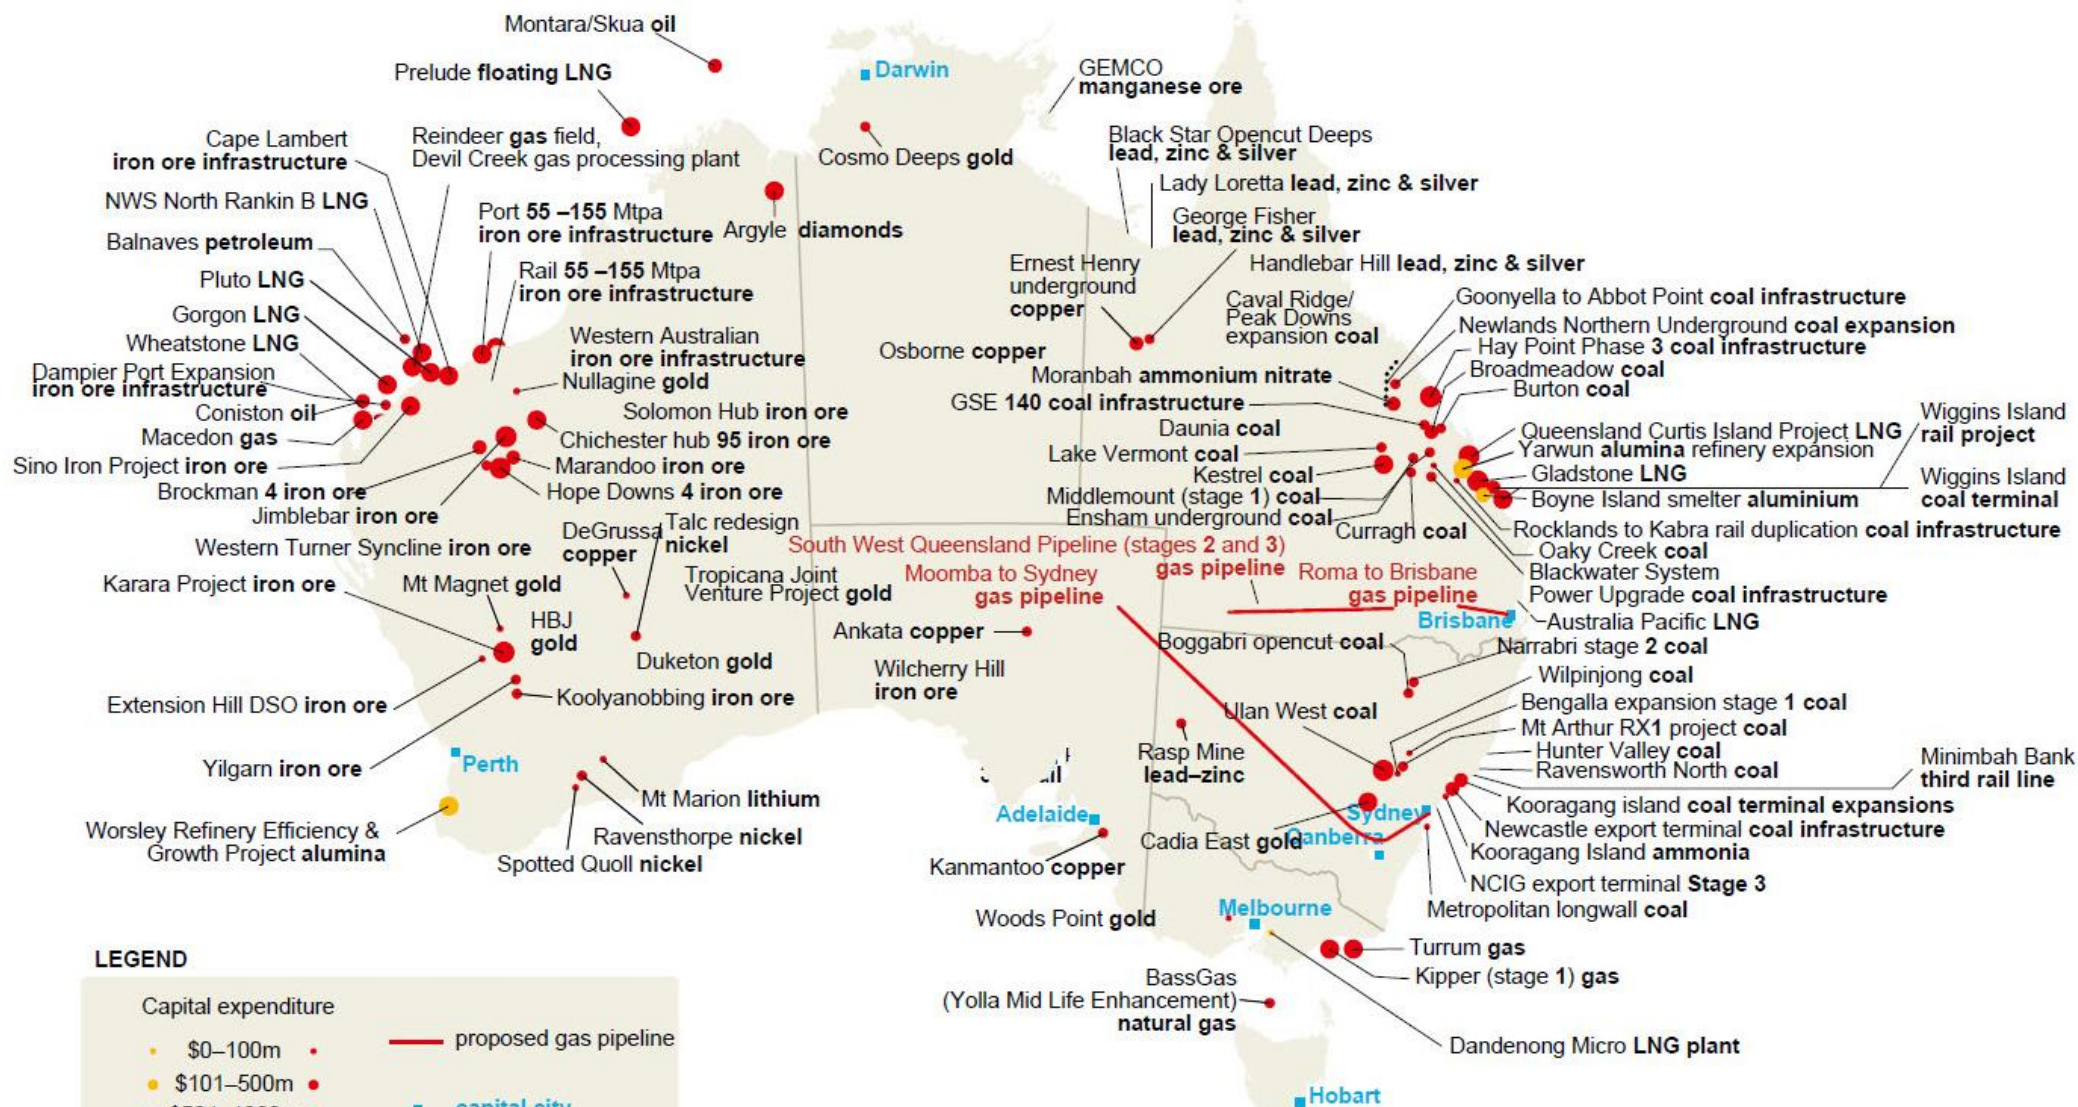 Montara/Skua oil
Prelude floating LNG
Darwin
GEMCO
manganese ore
Cape Lambert
iron ore infrastructure
Reindeer gas field,
Devil Creek gas processing plant
Cosmo Deeps gold
Black Star Opencut Deeps
lead, zinc & silver
Lady Loretta lead, zinc & silver
NWS North Rankin B LNG
Port 55 –155 Mtpa
iron ore infrastructure
Argyle diamonds
George Fisher
lead, zinc & silver
Balnaves petroleum
Pluto LNG
Rail 55 –155 Mtpa
iron ore infrastructure
Ernest Henry
underground
copper
Handlebar Hill lead, zinc & silver
Caval Ridge/
Peak Downs
expansion coal
Goonyella to Abbot Point coal infrastructure
Gorgon LNG
Wheatstone LNG
Western Australian
iron ore infrastructure
Osborne copper
Newlands Northern Underground coal expansion
Hay Point Phase 3 coal infrastructure
Dampier Port Expansion
iron ore infrastructure
Nullagine gold
Moranbah ammonium nitrate
Broadmeadow coal
Burton coal
Coniston oil
Solomon Hub iron ore
GSE 140 coal infrastructure
Wiggins Island
rail project
Macedon gas
Chichester hub 95 iron ore
Daunia coal
Queensland Curtis Island Project LNG
Yarwun alumina refinery expansion
Sino Iron Project iron ore
Marandoo iron ore
Lake Vermont coal
Kestrel coal
Gladstone LNG
Wiggins Island
coal terminal
Brockman 4 iron ore
Hope Downs 4 iron ore
Middlemount (stage 1) coal
Boyne Island smelter aluminium
Jimblebar iron ore
Ensham underground coal
Curragh coal
Rocklands to Kabra rail duplication coal infrastructure
Western Turner Syncline iron ore
DeGrussa
copper
Talc redesign
nickel
South West Queensland Pipeline (stages 2 and 3)
gas pipeline
Oaky Creek coal
Blackwater System
Power Upgrade coal infrastructure
Karara Project iron ore
Mt Magnet gold
Tropicana Joint
Venture Project gold
Moomba to Sydney
gas pipeline
Roma to Brisbane
gas pipeline
Brisbane
Australia Pacific LNG
HBJ
gold
Ankata copper
Boggabri opencut coal
Narrabri stage 2 coal
Duketon gold
Wilcherry Hill
iron ore
Wilpinjong coal
Extension Hill DSO iron ore
Koolyanobbing iron ore
Ulan West coal
Bengalla expansion stage 1 coal
Mt Arthur RX1 project coal
Yilgarn iron ore
Perth
Rasp Mine
lead–zinc
Hunter Valley coal
Ravensworth North coal
Minimbah Bank
third rail line
Mt Marion lithium
Adelaide
Sydney
Kooragang island coal terminal expansions
Worsley Refinery Efficiency &
Growth Project alumina
Ravensthorpe nickel
Cadia East gold
Canberra
Newcastle export terminal coal infrastructure
Spotted Quoll nickel
Kanmantoo copper
Kooragang Island ammonia
NCIG export terminal Stage 3
Woods Point gold
Melbourne
Metropolitan longwall coal
Turrum gas
Kipper (stage 1) gas
BassGas
(Yolla Mid Life Enhancement)
natural gas
Dandenong Micro LNG plant
Hobart
LEGEND
Capital expenditure
$0–100m
proposed gas pipeline
$101–500m
capital city